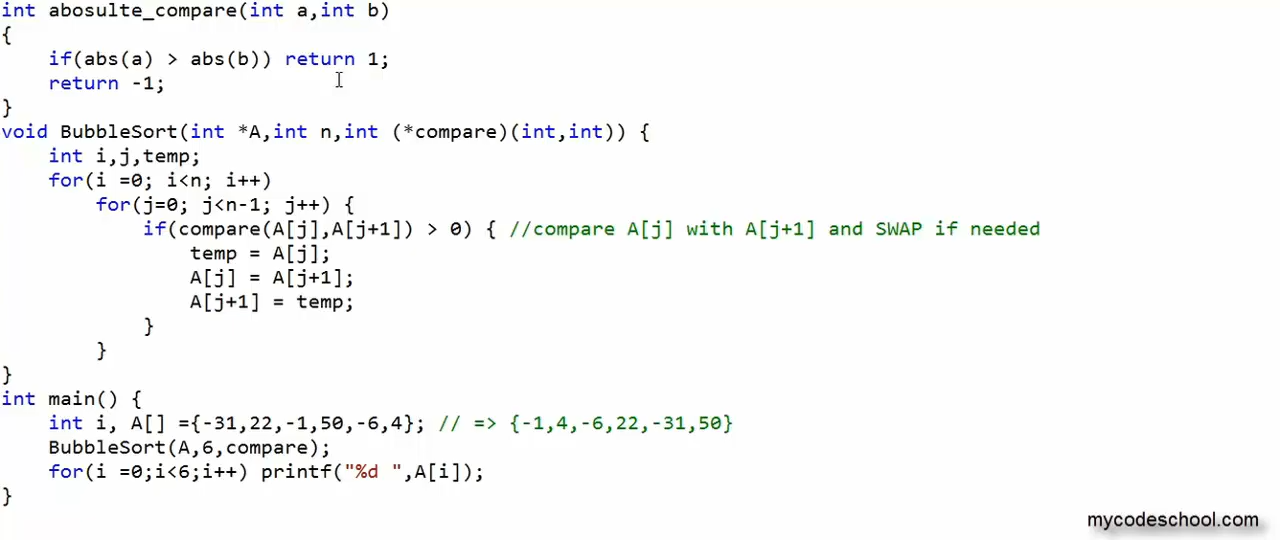 int abosulte_compare(int a,int b)
{
    if(abs(a) > abs(b)) return 1;
    return -1;
}
void BubbleSort(int *A,int n,int (*compare)(int,int)) {
    int i,j,temp;
    for(i =0; i<n; i++)
        for(j=0; j<n-1; j++) {
            if(compare(A[j],A[j+1]) > 0) { //compare A[j] with A[j+1] and SWAP if needed
                temp = A[j];
                A[j] = A[j+1];
                A[j+1] = temp;
            }
        }
}
int main() {
    int i, A[] ={-31,22,-1,50,-6,4}; // => {-1,4,-6,22,-31,50}
    BubbleSort(A,6,compare);
    for(i =0;i<6;i++) printf("%d ",A[i]);
}
mycodeschool.com